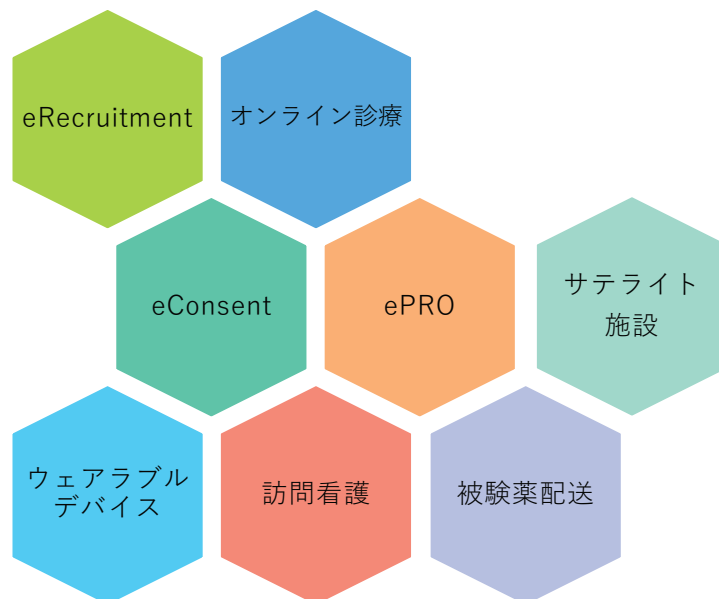 eRecruitment
オンライン診療
eConsent
ePRO
サテライト
施設
ウェアラブル
デバイス
訪問看護
被験薬配送